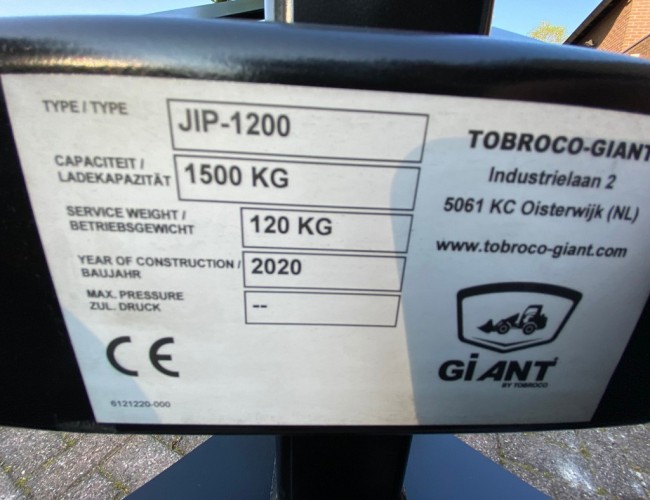 TYPE / TYPE JIP-1200
CAPACITEIT /
LADEKAPAZITÄT 1500 KG
SERVICE WEIGHT /
BETRIEBSGEWICHT 120 KG
YEAR OF CONSTRUCTION /
BAUJAHR 2020
MAX. PRESSURE
ZUL. DRUCK --
CE
6121220-000
TOBROCO-GIANT
Industrielaan 2
5061 KC Oisterwijk (NL)
www.tobroco-giant.com
GiANT
BY TOBROCO